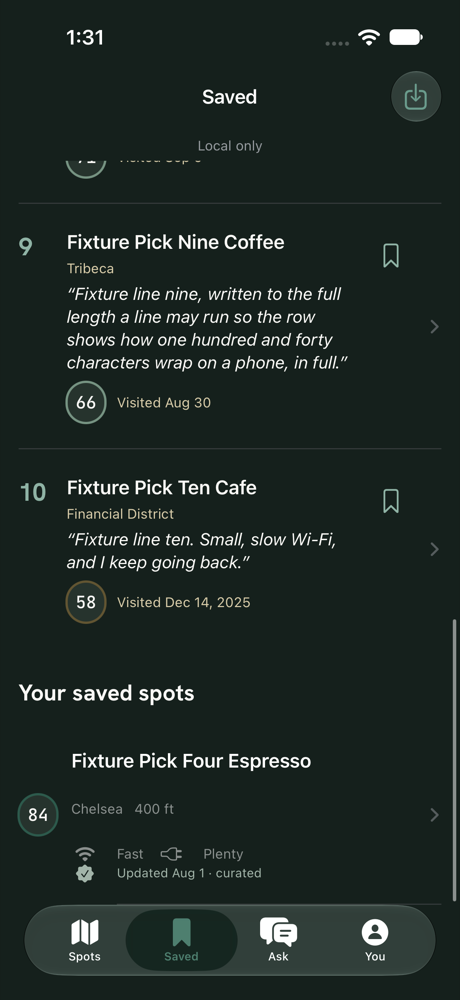 1:31
Saved
Local only
9
Fixture Pick Nine Coffee
Tribeca
“Fixture line nine, written to the full
length a line may run so the row
shows how one hundred and forty
characters wrap on a phone, in full.”
66
Visited Aug 30
10
Fixture Pick Ten Cafe
Financial District
“Fixture line ten. Small, slow Wi-Fi,
and I keep going back.”
58
Visited Dec 14, 2025
Your saved spots
Fixture Pick Four Espresso
84
Chelsea 400 ft
Fast Plenty
Updated Aug 1 · curated
Spots
Saved
Ask
You